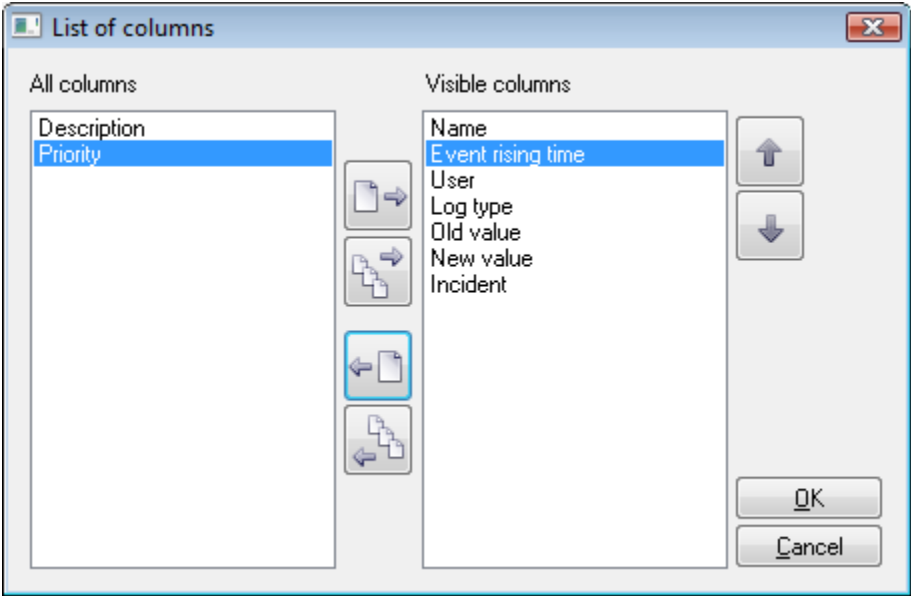 List of columns
All columns
Description
Priority
Visible columns
Name
Event rising time
User
Log type
Old value
New value
Incident
OK
Cancel